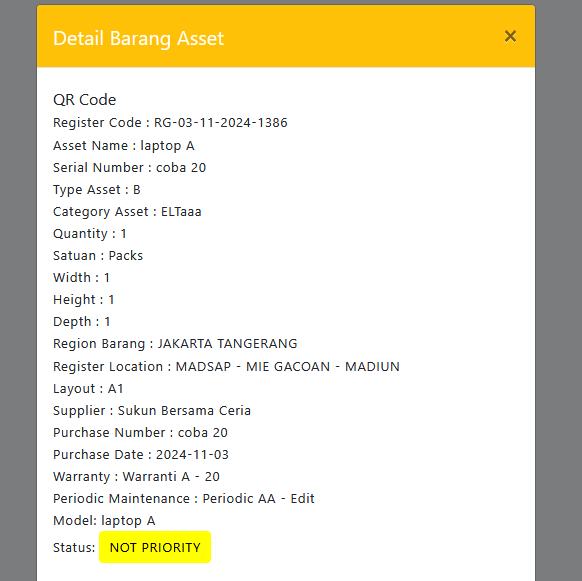 Detail Barang Asset ×
QR Code
Register Code : RG-03-11-2024-1386
Asset Name : laptop A
Serial Number : coba 20
Type Asset : B
Category Asset : ELTaaa
Quantity : 1
Satuan : Packs
Width : 1
Height : 1
Depth : 1
Region Barang : JAKARTA TANGERANG
Register Location : MADSAP - MIE GACOAN - MADIUN
Layout : A1
Supplier : Sukun Bersama Ceria
Purchase Number : coba 20
Purchase Date : 2024-11-03
Warranty : Warranti A - 20
Periodic Maintenance : Periodic AA - Edit
Model: laptop A
Status: NOT PRIORITY